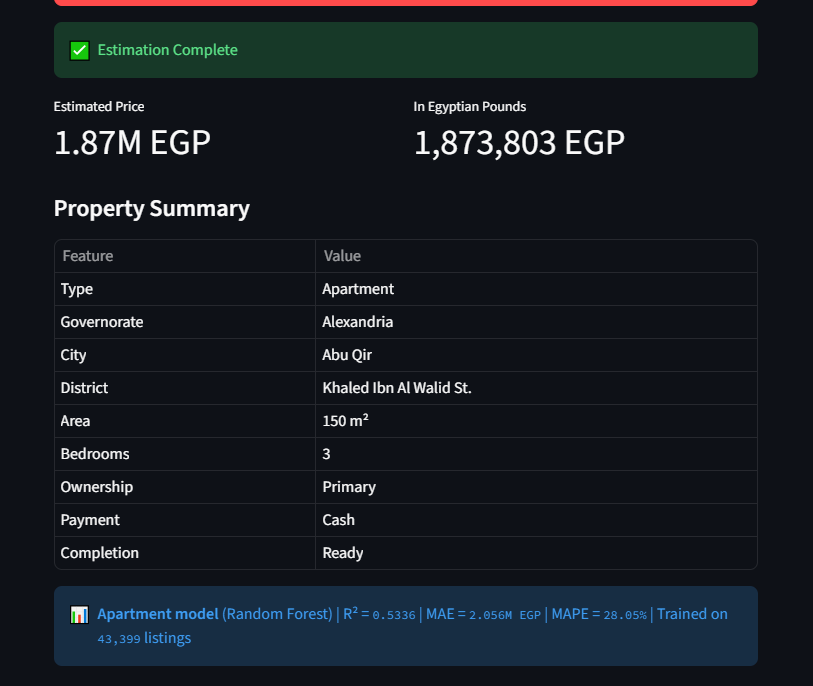 Estimation Complete
Estimated Price
In Egyptian Pounds
1.87M EGP
1,873,803 EGP
Property Summary
Feature Value
Type Apartment
Governorate Alexandria
City Abu Qir
District Khaled Ibn Al Walid St.
Area 150 m²
Bedrooms 3
Ownership Primary
Payment Cash
Completion Ready
Apartment model (Random Forest) | R² = 0.5336 | MAE = 2.056M EGP | MAPE = 28.05% | Trained on
43,399 listings